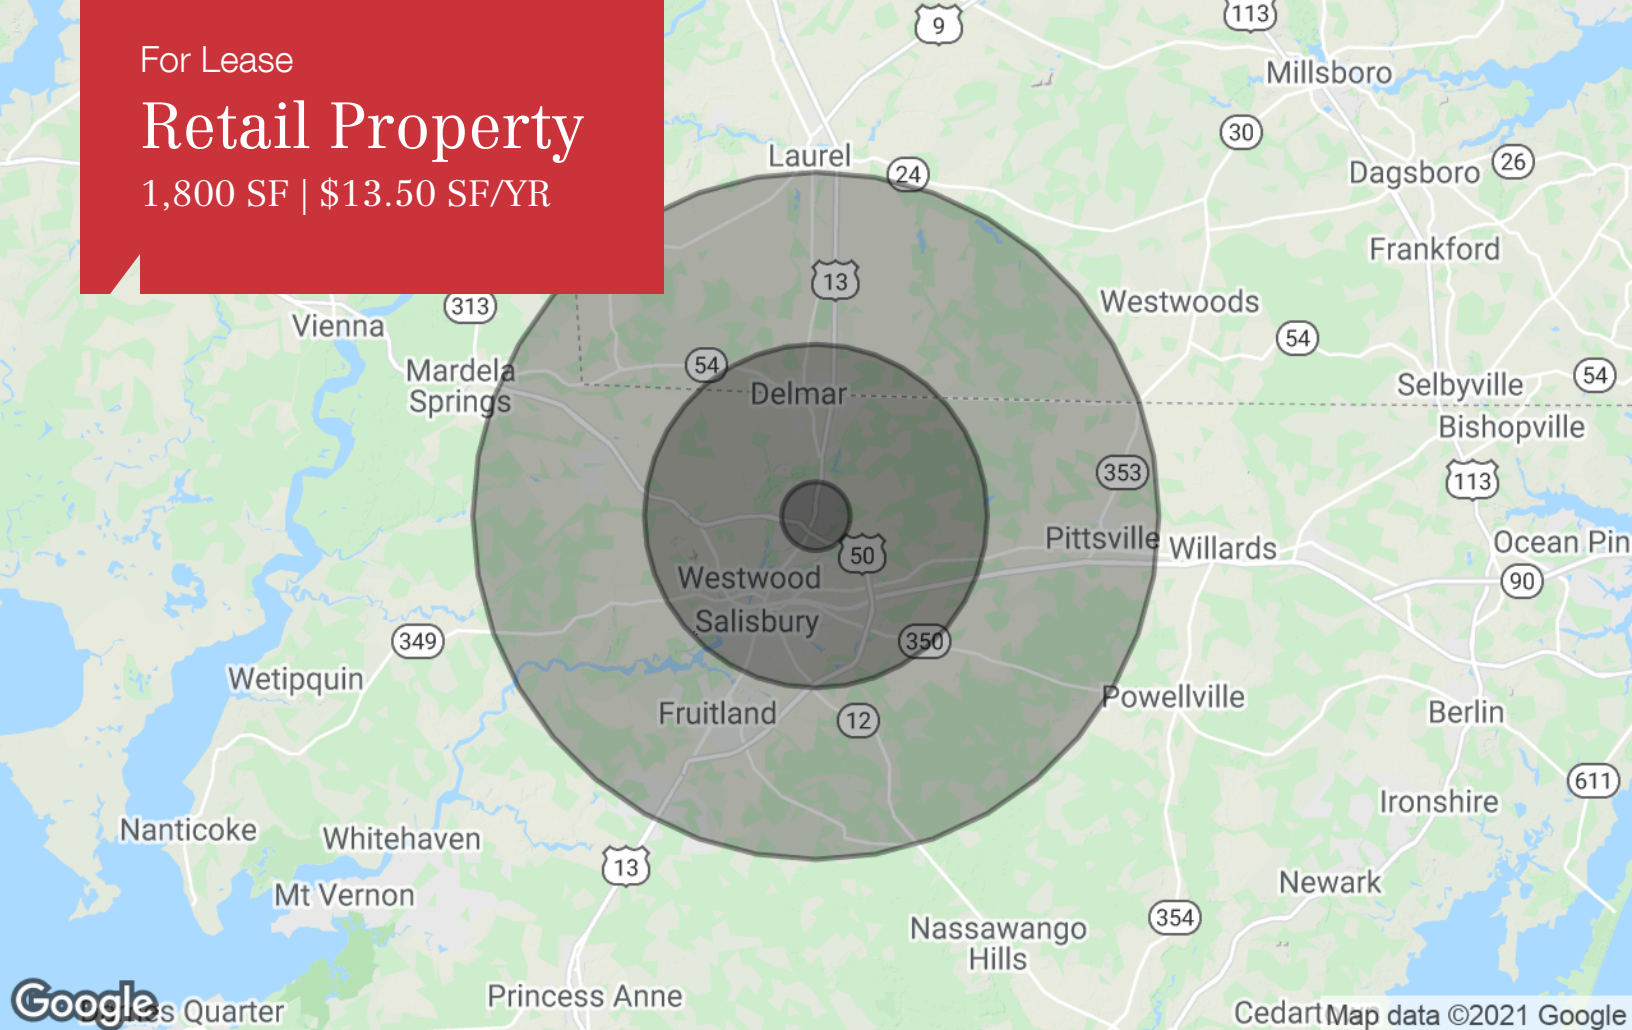 For Lease
Retail Property
1,800 SF | $13.50 SF/YR
9
113
Millsboro
30
Laurel
24
Dagsboro
26
Frankford
13
313
Westwoods
Vienna
54
54
Mardela
Springs
Delmar
Selbyville
54
Bishopville
353
113
50
Pittsville
Willards
Ocean Pin
Westwood
90
Salisbury
349
350
Wetipquin
Powellville
Fruitland
12
Berlin
611
Ironshire
Nanticoke
Whitehaven
13
Mt Vernon
Newark
354
Nassawango
Hills
Princess Anne
Google
Quarter
Map data ©2021 Google